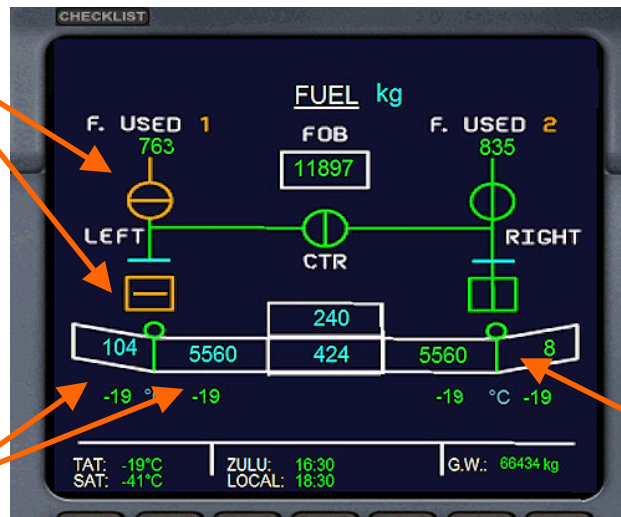 CHECKLIST
FUEL kg
F. USED 1 FOB F. USED 2
763 11897 835
LEFT CTR RIGHT
240
104 5560 424 5560 8
-19 °C -19 -19 °C -19
TAT: -19°C ZULU: 16:30 G.W.: 66434 kg
SAT: -41°C LOCAL: 18:30